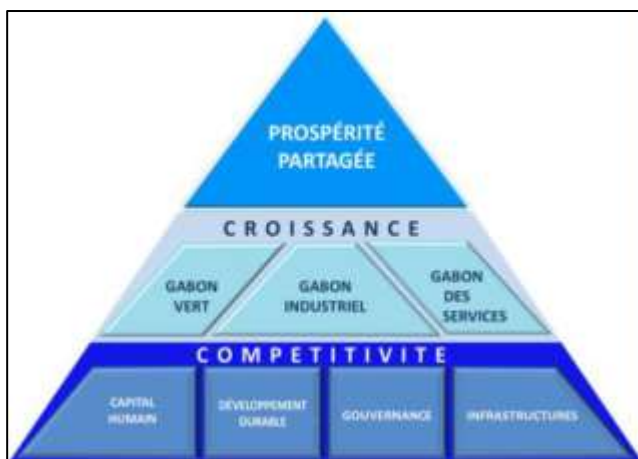 PROSPÉRITÉ
PARTAGÉE
CROISSANCE
GABON
VERT
GABON
INDUSTRIEL
GABON
DES
SERVICES
COMPETITIVITE
CAPITAL
HUMAIN
DÉVELOPPEMENT
DURABLE
GOUVERNANCE
INFRASTRUCTURES